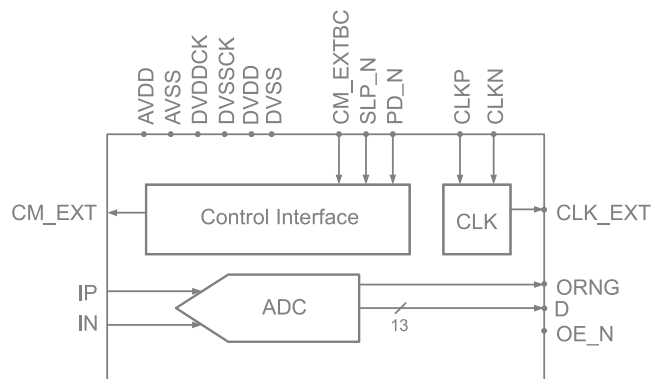 AVDD
AVSS
DVDDCK
DVSSCK
DVDD
DVSS
CM_EXTBC
SLP_N
PD_N
CLKP
CLKN
CM_EXT
Control Interface
CLK
CLK_EXT
IP
IN
ADC
13
ORNG
D
OE_N